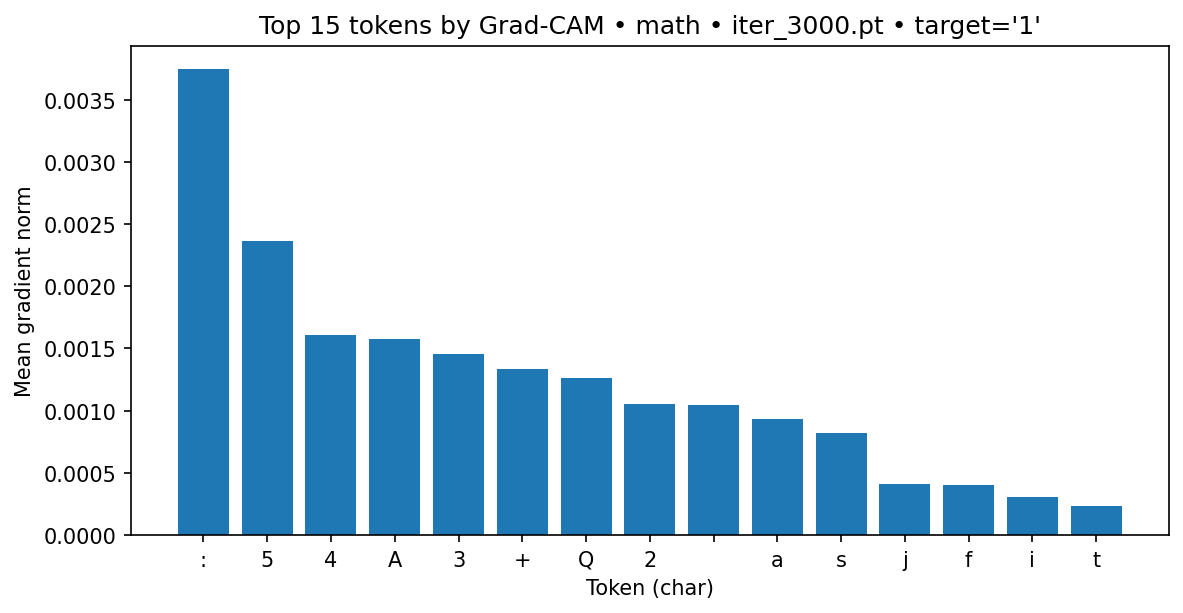 Top 15 tokens by Grad-CAM • math • iter_3000.pt • target='1'
Mean gradient norm
0.0035
0.0030
0.0025
0.0020
0.0015
0.0010
0.0005
0.0000
: 5 4 A 3 + Q 2 a s j f i t
Token (char)